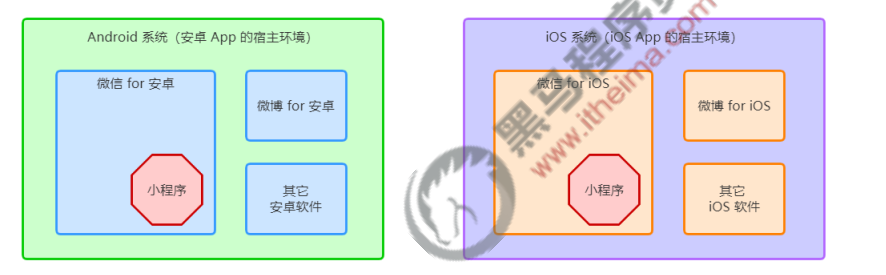 Android 系统（安卓 App 的宿主环境）
微信 for 安卓
微博 for 安卓
小程序
其它
安卓软件
iOS 系统（iOS App 的宿主环境）
微信 for iOS
微博 for iOS
小程序
其它
iOS 软件
黑马程序员
www.itheima.com